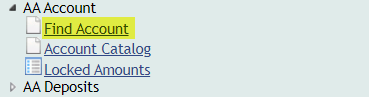 AA Account
Find Account
Account Catalog
Locked Amounts
AA Deposits